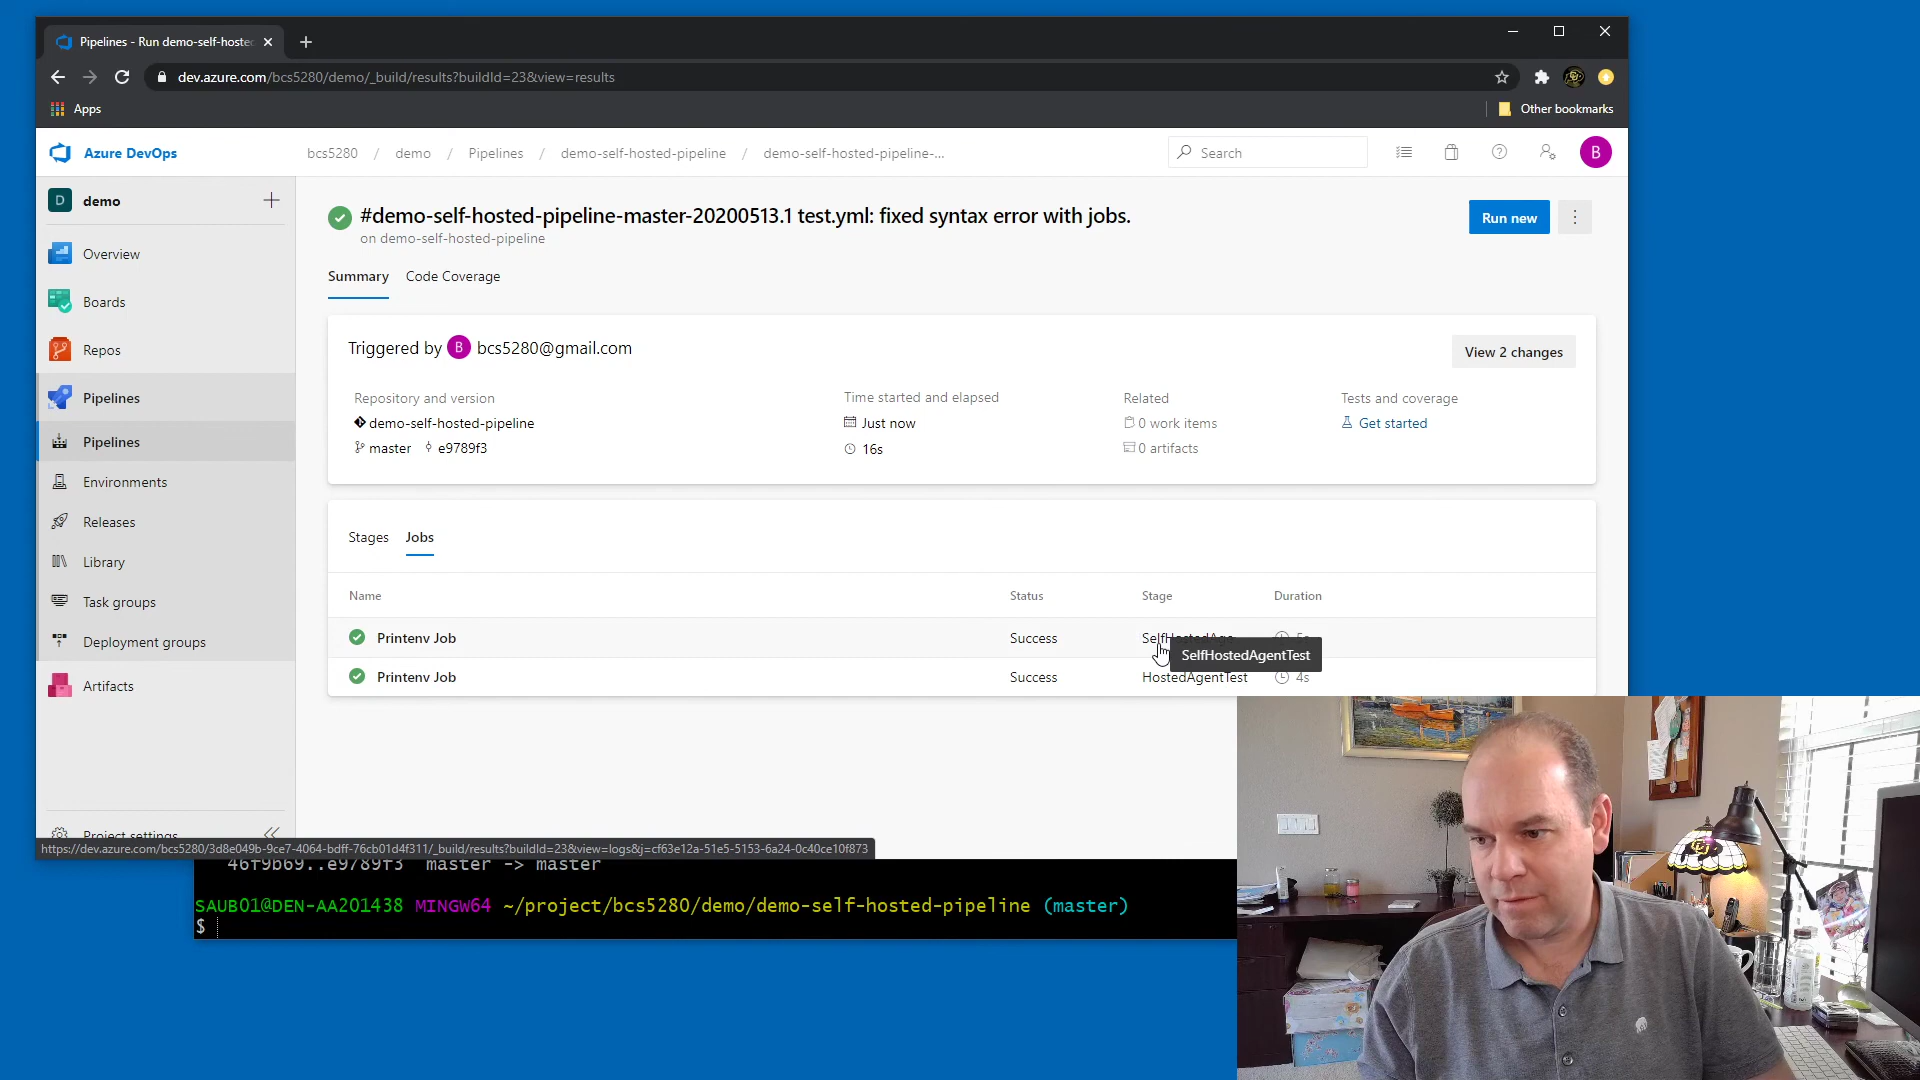 Pipelines - Run demo-self-hoste
dev.azure.com/bcs5280/demo/_build/results?buildId=23&view=results
Apps
Other bookmarks
Azure DevOps
bcs5280 / demo / Pipelines / demo-self-hosted-pipeline / demo-self-hosted-pipeline-...
Search
B
D demo
#demo-self-hosted-pipeline-master-20200513.1 test.yml: fixed syntax error with jobs.
on demo-self-hosted-pipeline
Run new
Overview
Boards
Repos
Pipelines
Pipelines
Environments
Releases
Library
Task groups
Deployment groups
Artifacts
Project settings
Summary Code Coverage
Triggered by B bcs5280@gmail.com
View 2 changes
Repository and version
demo-self-hosted-pipeline
master e9789f3
Time started and elapsed
Just now
16s
Related
0 work items
0 artifacts
Tests and coverage
Get started
Stages Jobs
Name Status Stage Duration
Printenv Job Success SelfHostedAge 5s
SelfHostedAgentTest
Printenv Job Success HostedAgentTest 4s
https://dev.azure.com/bcs5280/3d8e049b-9ce7-4064-bdff-76cb01d4f311/_build/results?buildId=23&view=logs&j=cf63e12a-51e5-5153-6a24-0c40ce10f873
46f9b69..e9789f3 master -> master
SAUB01@DEN-AA201438 MINGW64 ~/project/bcs5280/demo/demo-self-hosted-pipeline (master)
$